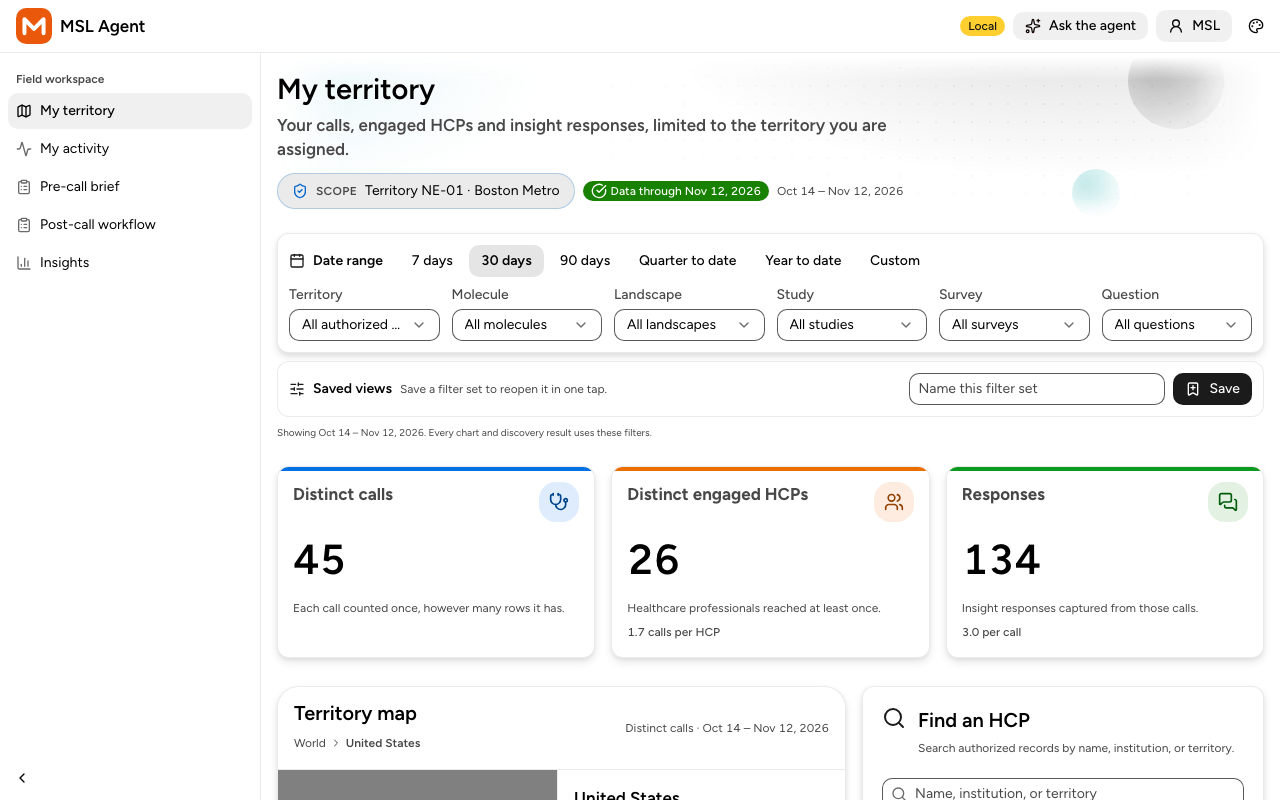 MSL Agent
Local
Ask the agent
MSL
Field workspace
My territory
My activity
Pre-call brief
Post-call workflow
Insights
My territory
Your calls, engaged HCPs and insight responses, limited to the territory you are
assigned.
SCOPE Territory NE-01 · Boston Metro
Data through Nov 12, 2026
Oct 14 – Nov 12, 2026
Date range
7 days
30 days
90 days
Quarter to date
Year to date
Custom
Territory
Molecule
Landscape
Study
Survey
Question
All authorized ...
All molecules
All landscapes
All studies
All surveys
All questions
Saved views
Save a filter set to reopen it in one tap.
Name this filter set
Save
Showing Oct 14 – Nov 12, 2026. Every chart and discovery result uses these filters.
Distinct calls
45
Each call counted once, however many rows it has.
Distinct engaged HCPs
26
Healthcare professionals reached at least once.
1.7 calls per HCP
Responses
134
Insight responses captured from those calls.
3.0 per call
Territory map
World > United States
Distinct calls · Oct 14 – Nov 12, 2026
United States
Find an HCP
Search authorized records by name, institution, or territory.
Name, institution, or territory